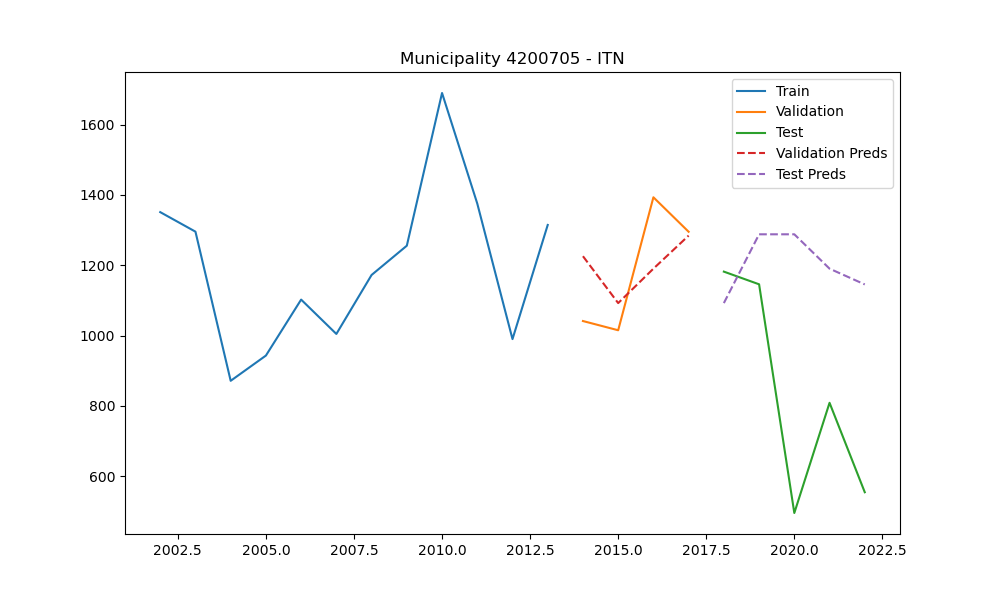 Municipality 4200705 - ITN
Train
Validation
Test
Validation Preds
Test Preds
1600
1400
1200
1000
800
600
2002.5 2005.0 2007.5 2010.0 2012.5 2015.0 2017.5 2020.0 2022.5